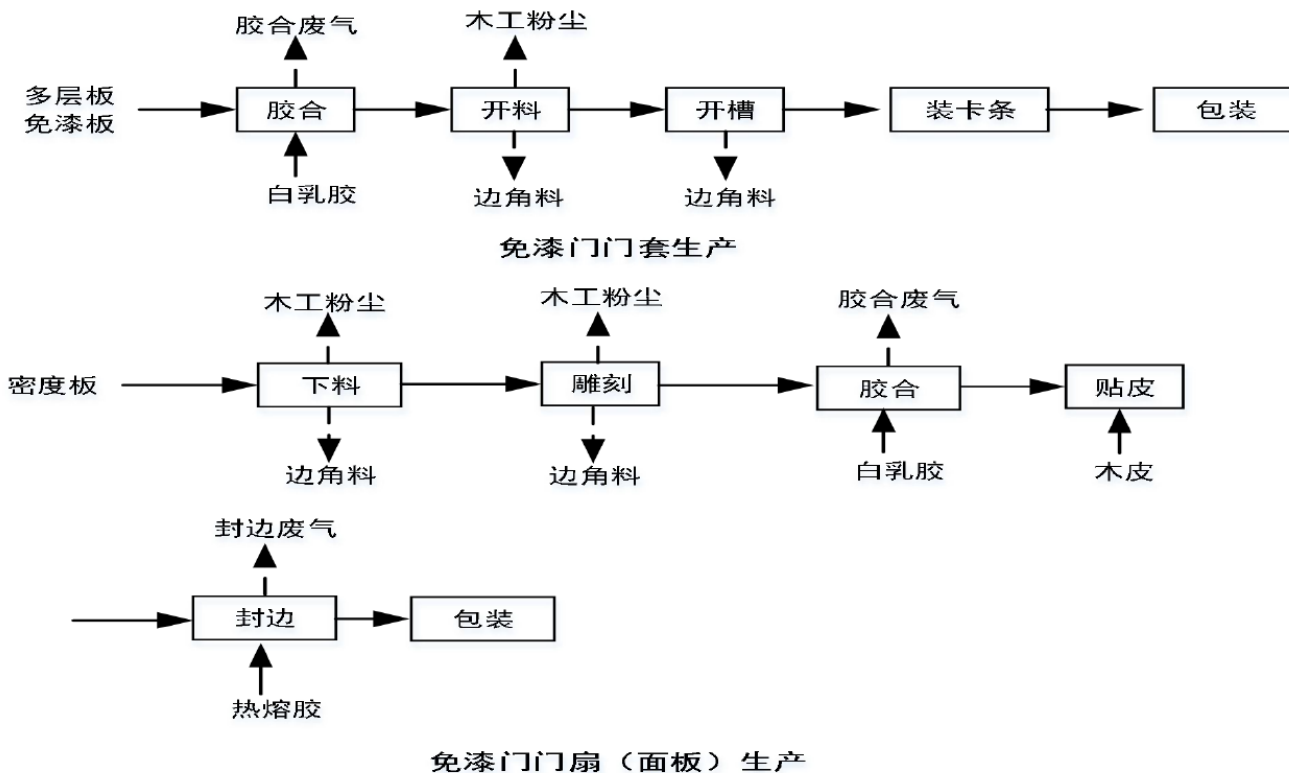 胶合废气
木工粉尘
多层板
免漆板
胶合
开料
开槽
装卡条
包装
白乳胶
边角料
边角料
免漆门门套生产
木工粉尘
木工粉尘
胶合废气
密度板
下料
雕刻
胶合
贴皮
边角料
边角料
白乳胶
木皮
封边废气
封边
包装
热熔胶
免漆门门扇（面板）生产